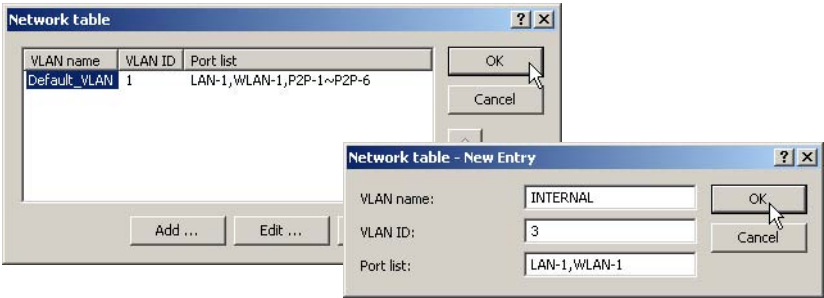 Network table
VLAN name VLAN ID Port list
Default_VLAN 1 LAN-1,WLAN-1,P2P-1~P2P-6
OK
Cancel
Add ... Edit ...
Network table - New Entry
VLAN name: INTERNAL
VLAN ID: 3
Port list: LAN-1,WLAN-1
OK
Cancel